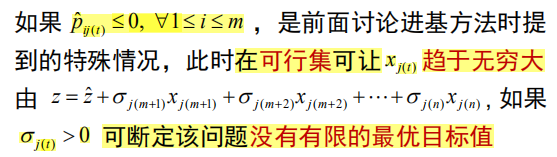 如果 $\hat{p}_{ij(t)} \leq 0, \ \forall 1 \leq i \leq m$ ，是前面讨论进基方法时提
到的特殊情况，此时在可行集可让 $x_{j(t)}$ 趋于无穷大
由 $z = \hat{z} + \sigma_{j(m+1)} x_{j(m+1)} + \sigma_{j(m+2)} x_{j(m+2)} + \cdots + \sigma_{j(n)} x_{j(n)}$ , 如果
$\sigma_{j(t)} > 0$ 可断定该问题没有有限的最优目标值